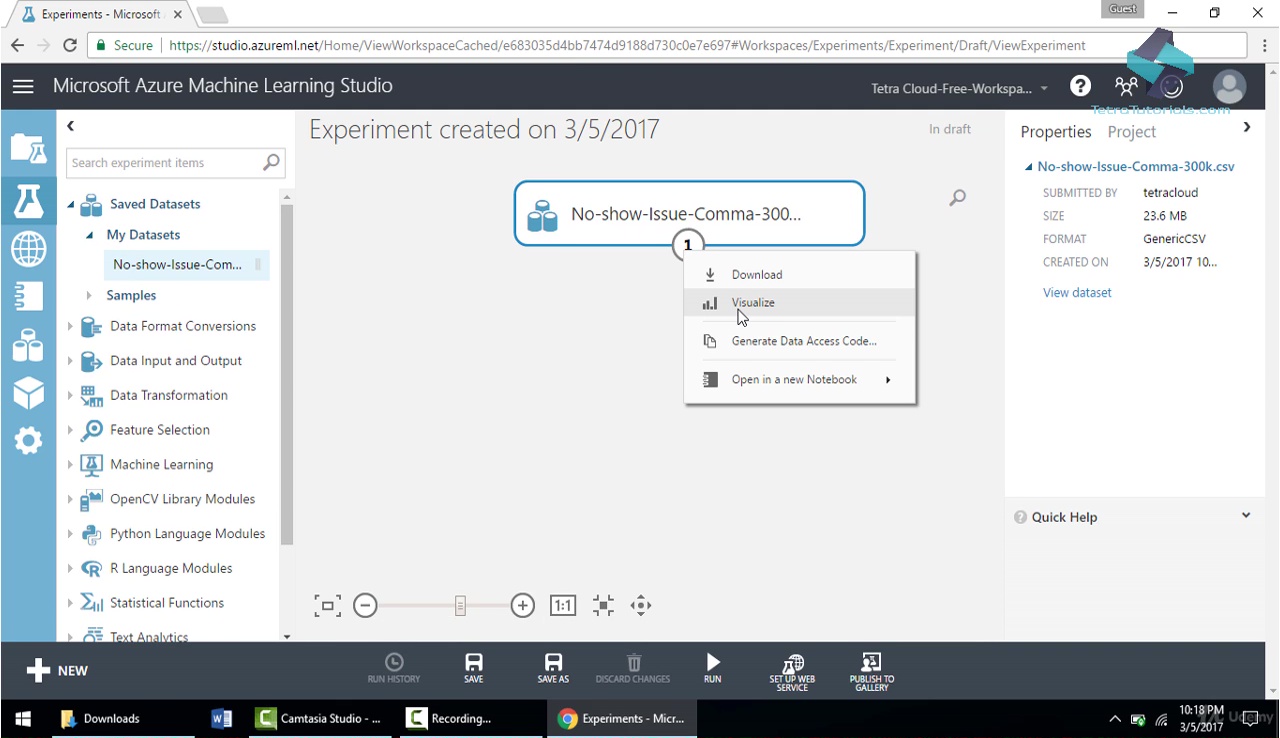 Experiments - Microsoft
Guest
Secure
https://studio.azureml.net/Home/ViewWorkspaceCached/e683035d4bb7474d9188d730c0e7e697#Workspaces/Experiments/Experiment/Draft/ViewExperiment
Microsoft Azure Machine Learning Studio
Tetra Cloud-Free-Workspa...
TetraTutorials.com
Search experiment items
Saved Datasets
My Datasets
No-show-Issue-Com...
Samples
Data Format Conversions
Data Input and Output
Data Transformation
Feature Selection
Machine Learning
OpenCV Library Modules
Python Language Modules
R Language Modules
Statistical Functions
Text Analytics
Experiment created on 3/5/2017
In draft
No-show-Issue-Comma-300...
1
Download
Visualize
Generate Data Access Code...
Open in a new Notebook
1:1
Properties Project
No-show-Issue-Comma-300k.csv
SUBMITTED BY tetracloud
SIZE 23.6 MB
FORMAT GenericCSV
CREATED ON 3/5/2017 10...
View dataset
Quick Help
NEW
RUN HISTORY
SAVE
SAVE AS
DISCARD CHANGES
RUN
SET UP WEB
SERVICE
PUBLISH TO
GALLERY
Downloads
Camtasia Studio - ...
Recording...
Experiments - Micr...
10:18 PM
3/5/2017
Udemy